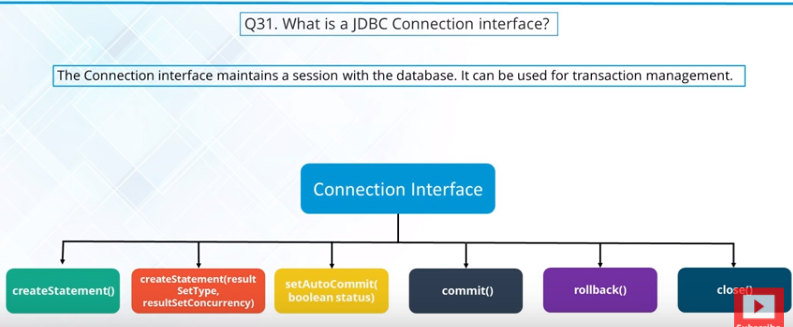 Q31. What is a JDBC Connection interface?
The Connection interface maintains a session with the database. It can be used for transaction management.
Connection Interface
createStatement()
createStatement(result
SetType,
resultSetConcurrency)
setAutoCommit(
boolean status)
commit()
rollback()
close()
Subscribe